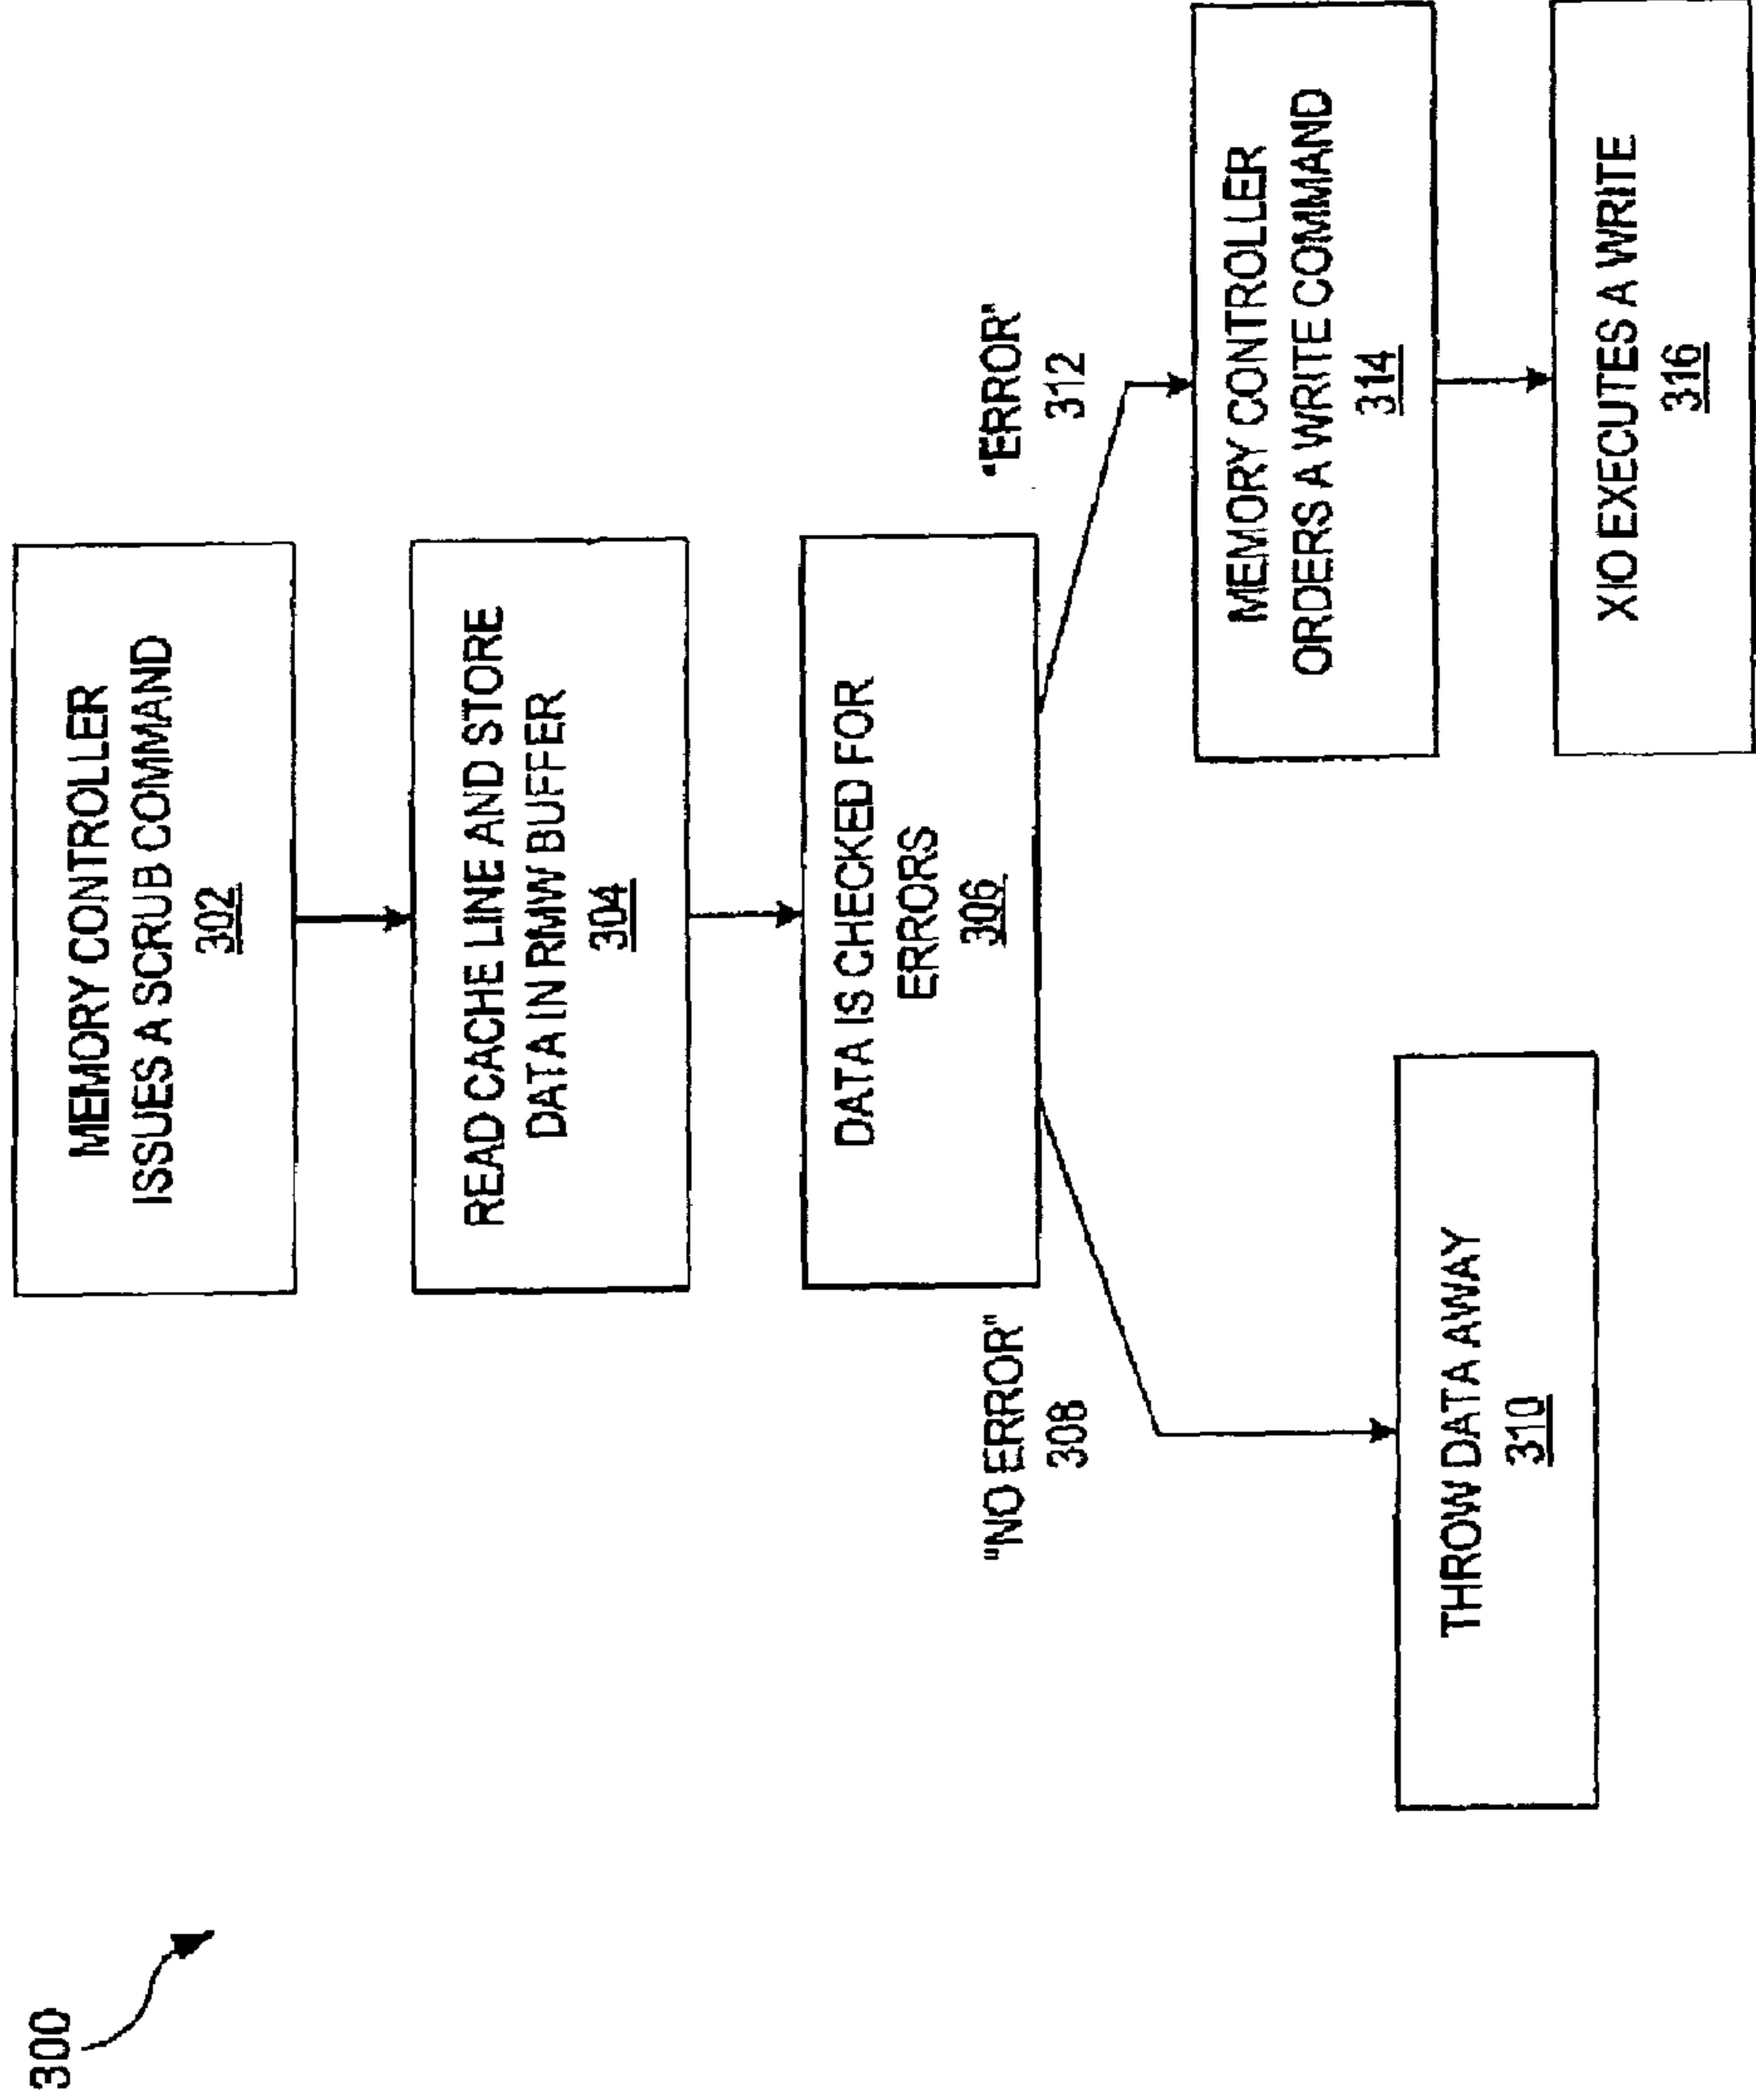 300
MEMORY CONTROLLER
ISSUES A SCRUB COMMAND
302
READ CACHE LINE AND STORE
DATA IN RMW BUFFER
304
DATA IS CHECKED FOR
ERRORS
306
"NO ERROR"
308
"ERROR"
312
THROW DATA AWAY
310
MEMORY CONTROLLER
ORDERS A WRITE COMMAND
314
XIO EXECUTES A WRITE
316